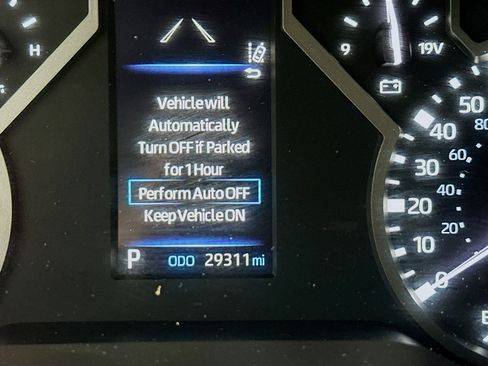 H
9 19V
Vehicle will
Automatically
Turn OFF if Parked
for 1 Hour
Perform Auto OFF
Keep Vehicle ON
P ODO 29311 mi
50
40
30
20
10
0
80
60
40
20